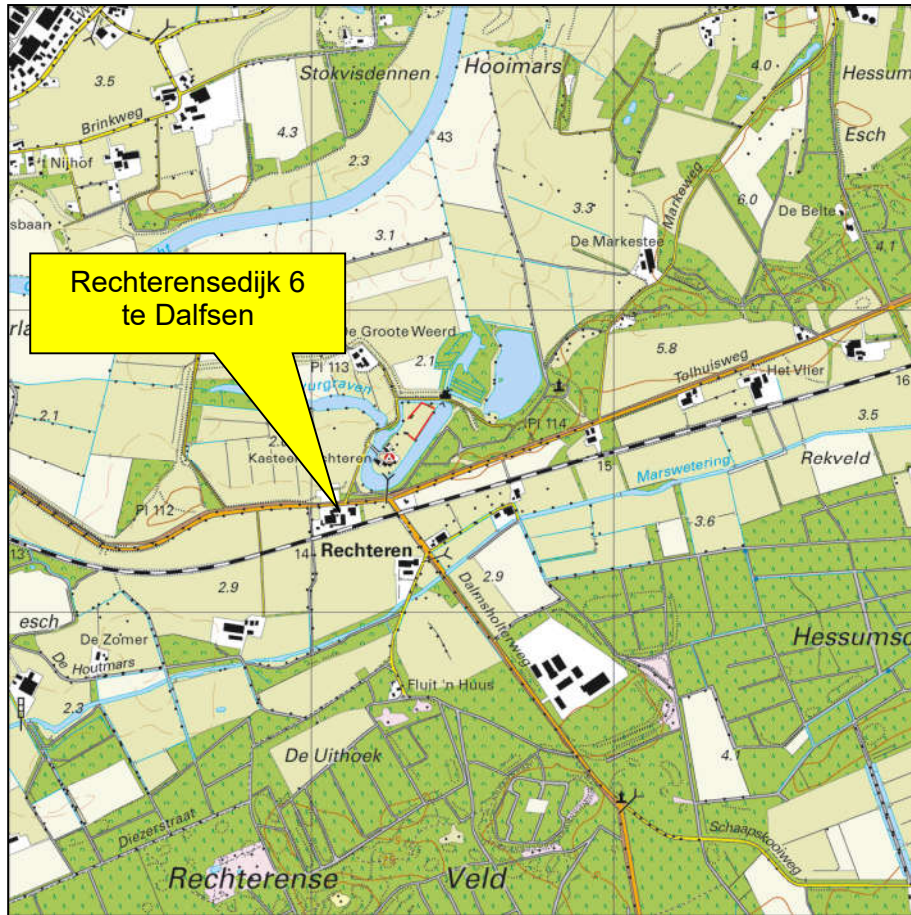 Stokvisdennen
Hooimars
4.0
Hessum
3.5
Brinkweg
4.3
43
Esch
Nijhof
2.3
Markeweg
6.0
sbaan
3.3
De Belte
3.1
De Markestee
4.1
Rechterensedijk 6
te Dalfsen
De Groote Weerd
Pl 113
2.1
5.8
Tolhuisweg
Het Vlier
16
2.1
Pl 114
3.5
15
Marswetering
Rekveld
Pl 112
3.6
13
14
Rechteren
2.9
2.9
Dalmsholterweg
esch
De Zomer
De Houtmars
Hessumsc
2.3
Fluit 'n Huus
4.1
De Uithoek
Diezerstraat
Schaapskooiweg
Rechterense Veld